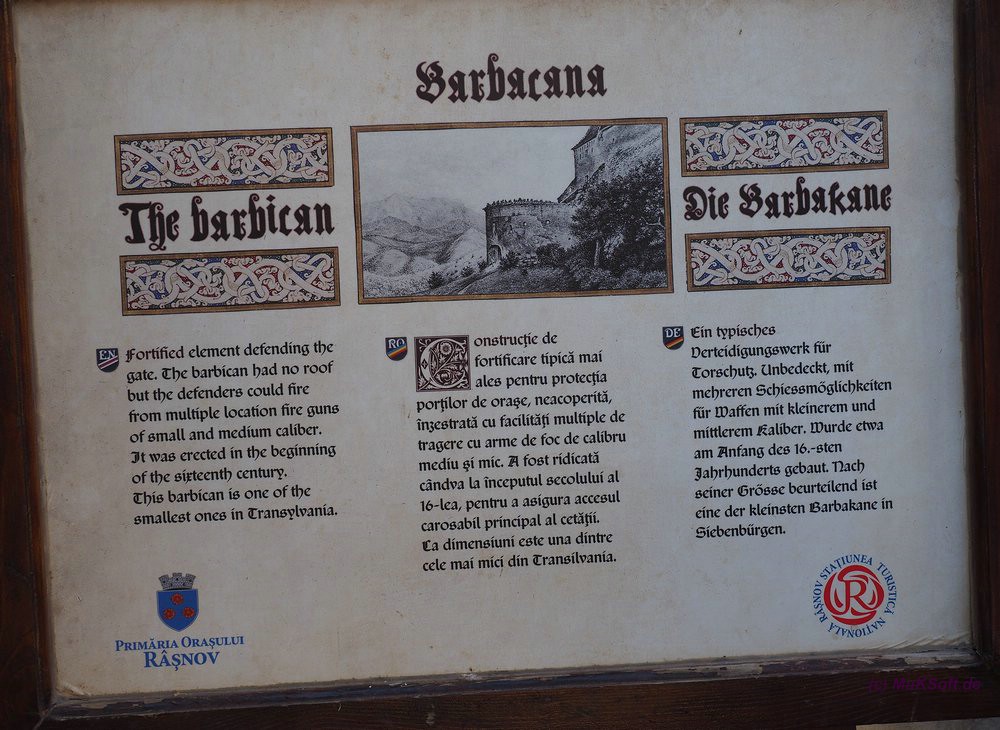 Barbacana
The barbican
Die Barbakane
EN
Fortified element defending the
gate. The barbican had no roof
but the defenders could fire
from multiple location fire guns
of small and medium caliber.
It was erected in the beginning
of the sixteenth century.
This barbican is one of the
smallest ones in Transylvania.
RO
Construcție de
fortificare tipică mai
ales pentru protecția
porților de orașe, neacoperită,
înzestrată cu facilități multiple de
tragere cu arme de foc de calibru
mediu și mic. A fost ridicată
cândva la începutul secolului al
16-lea, pentru a asigura accesul
carosabil principal al cetății.
Ca dimensiuni este una dintre
cele mai mici din Transilvania.
DE
Ein typisches
Verteidigungswerk für
Torschutz. Unbedeckt, mit
mehreren Schiessmöglichkeiten
für Waffen mit kleinerem und
mittlerem Kaliber. Wurde etwa
am Anfang des 16.-sten
Jahrhunderts gebaut. Nach
seiner Grösse beurteilend ist
eine der kleinsten Barbakane in
Siebenbürgen.
PRIMĂRIA ORAȘULUI
RÂȘNOV
RÂȘNOV STAȚIUNEA TURISTICĂ NAȚIONALĂ
R
(c) MaKSoft.de